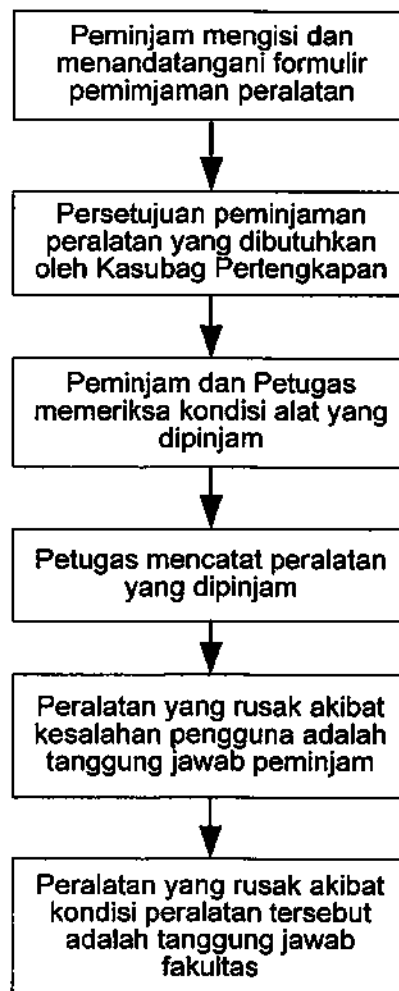 Peminjam mengisi dan
menandatangani formulir
pemimjaman peralatan
Persetujuan peminjaman
peralatan yang dibutuhkan
oleh Kasubag Pertengkapan
Peminjam dan Petugas
memeriksa kondisi alat yang
dipinjam
Petugas mencatat peralatan
yang dipinjam
Peralatan yang rusak akibat
kesalahan pengguna adalah
tanggung jawab peminjam
Peralatan yang rusak akibat
kondisi peralatan tersebut
adalah tanggung jawab
fakultas